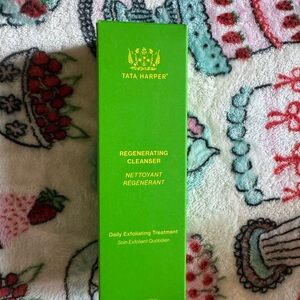 TATA HARPER
REGENERATING
CLEANSER
NETTOYANT
RÉGÉNÉRANT
Daily Exfoliating Treatment
Soin Exfoliant Quotidien